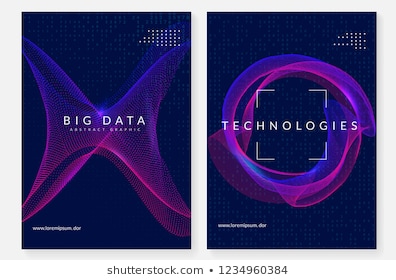 BIG DATA
ABSTRACT GRAPHIC
www.loremipsum.dor
TECHNOLOGIES
www.loremipsum.dor
shutterstock.com • 1234960384